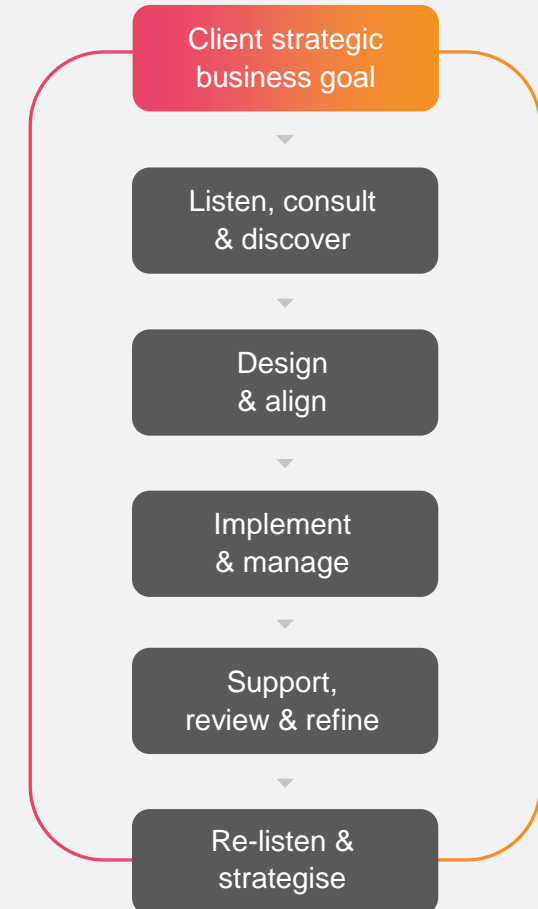 Client strategic
business goal
Listen, consult
& discover
Design
& align
Implement
& manage
Support,
review & refine
Re-listen &
strategise